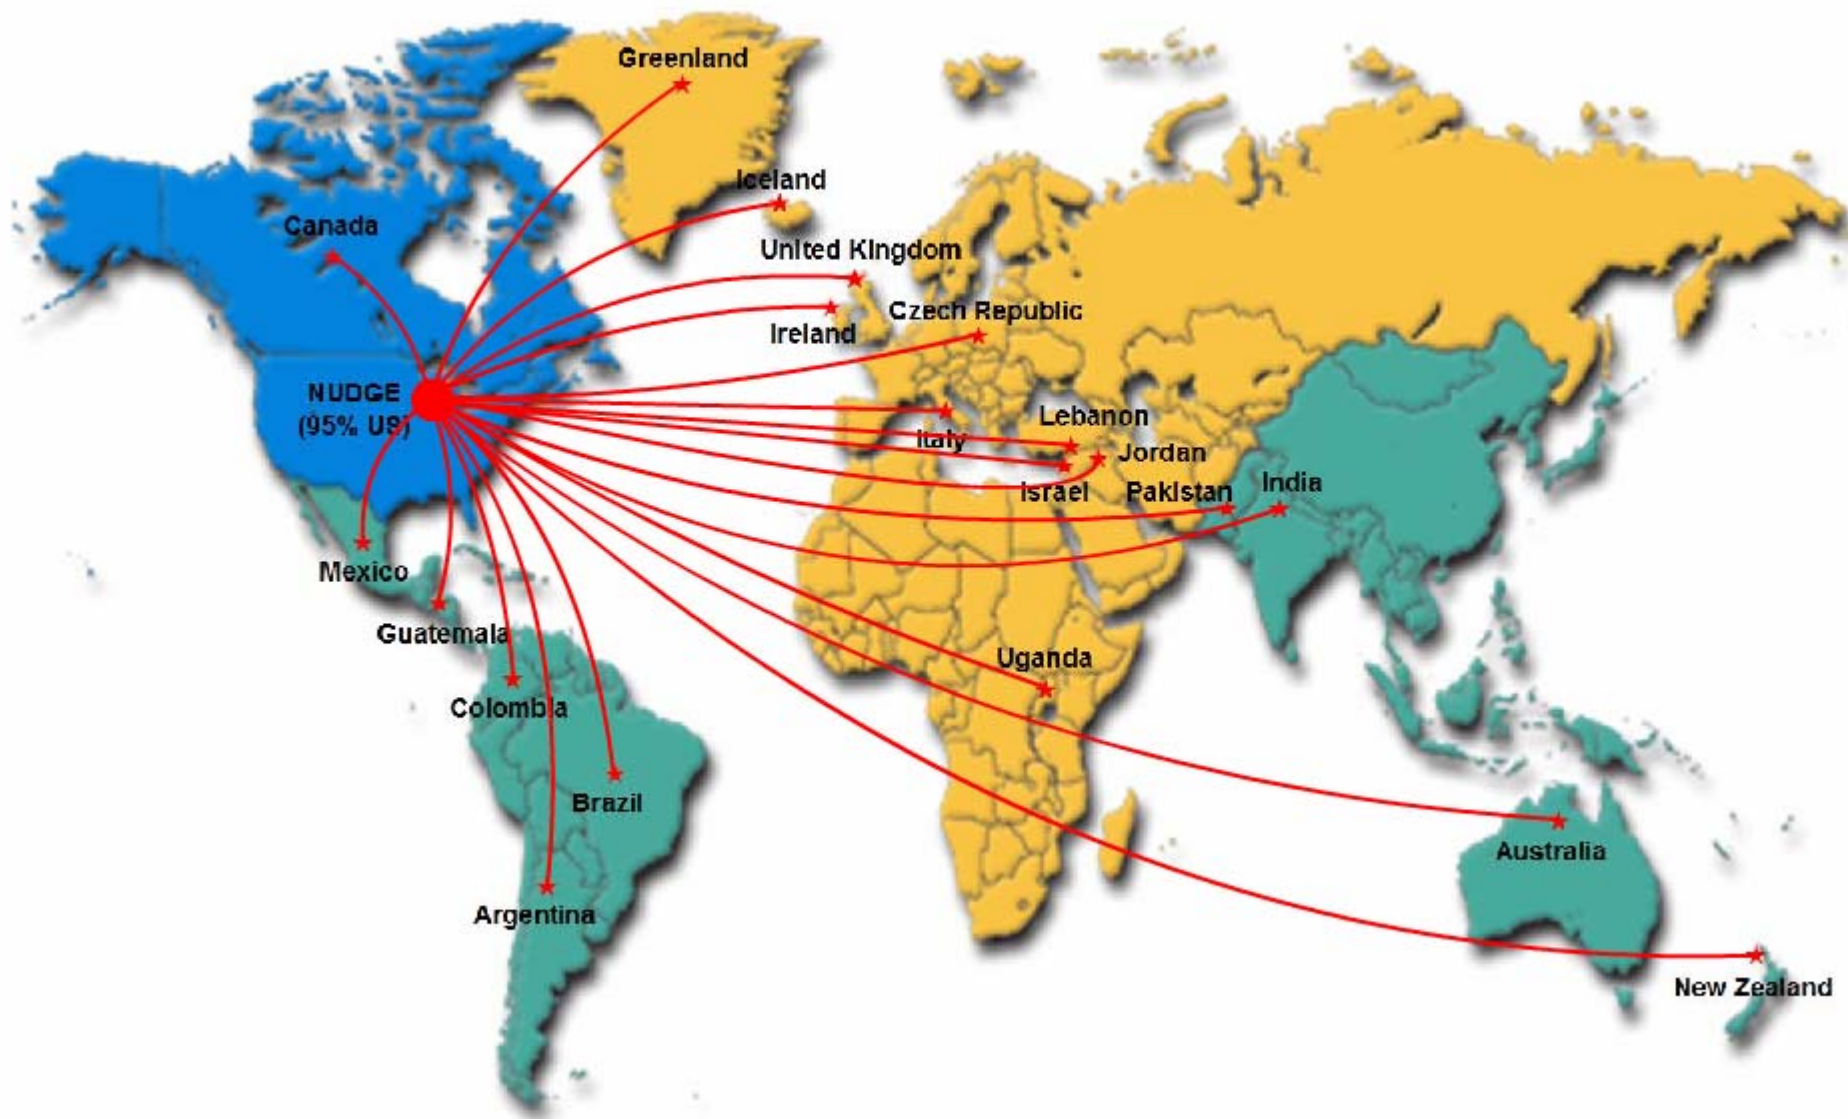 Greenland
Iceland
Canada
United Kingdom
Czech Republic
Ireland
NUDGE
(95% US)
Lebanon
Italy
Jordan
Israel
Pakistan
India
Mexico
Guatemala
Uganda
Colombia
Brazil
Australia
Argentina
New Zealand